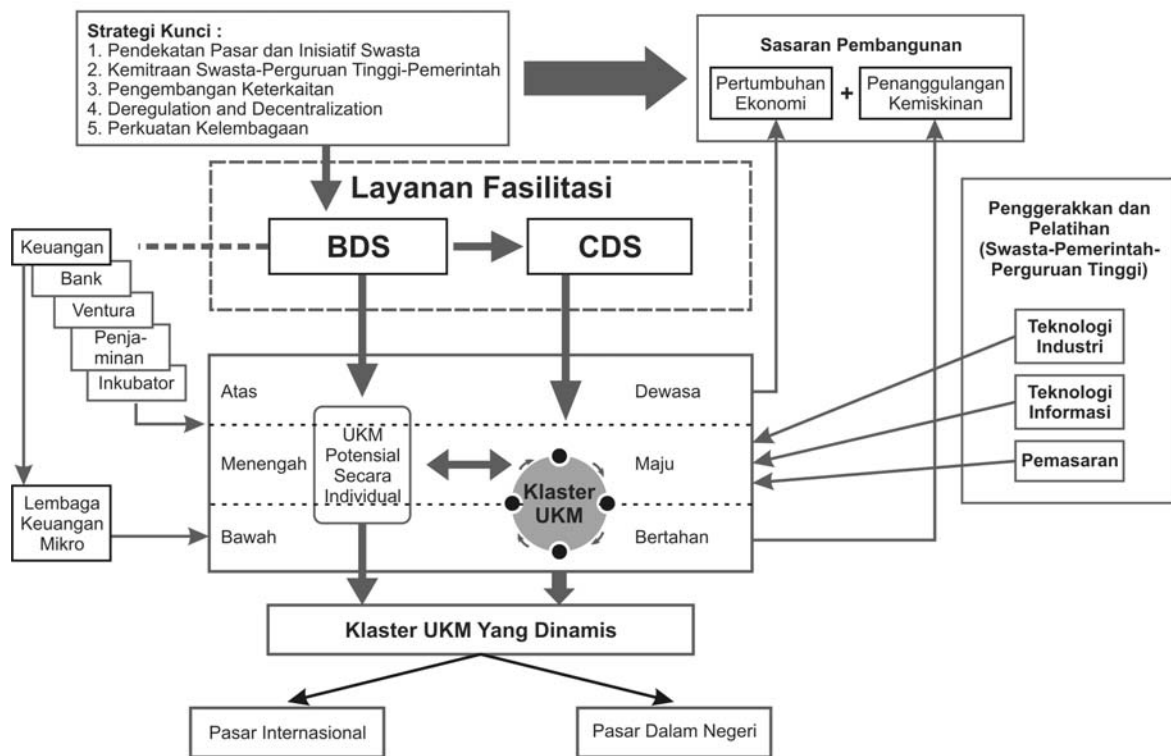 Strategi Kunci :
1. Pendekatan Pasar dan Inisiatif Swasta
2. Kemitraan Swasta-Perguruan Tinggi-Pemerintah
3. Pengembangan Keterkaitan
4. Deregulation and Decentralization
5. Perkuatan Kelembagaan
Sasaran Pembangunan
Pertumbuhan
Ekonomi
+
Penanggulangan
Kemiskinan
Layanan Fasilitasi
BDS
CDS
Keuangan
Bank
Ventura
Penja-
minan
Inkubator
Lembaga
Keuangan
Mikro
Penggerakkan dan
Pelatihan
(Swasta-Pemerintah-
Perguruan Tinggi)
Teknologi
Industri
Teknologi
Informasi
Pemasaran
Atas
Dewasa
Menengah
UKM
Potensial
Secara
Individual
Klaster
UKM
Maju
Bawah
Bertahan
Klaster UKM Yang Dinamis
Pasar Internasional
Pasar Dalam Negeri